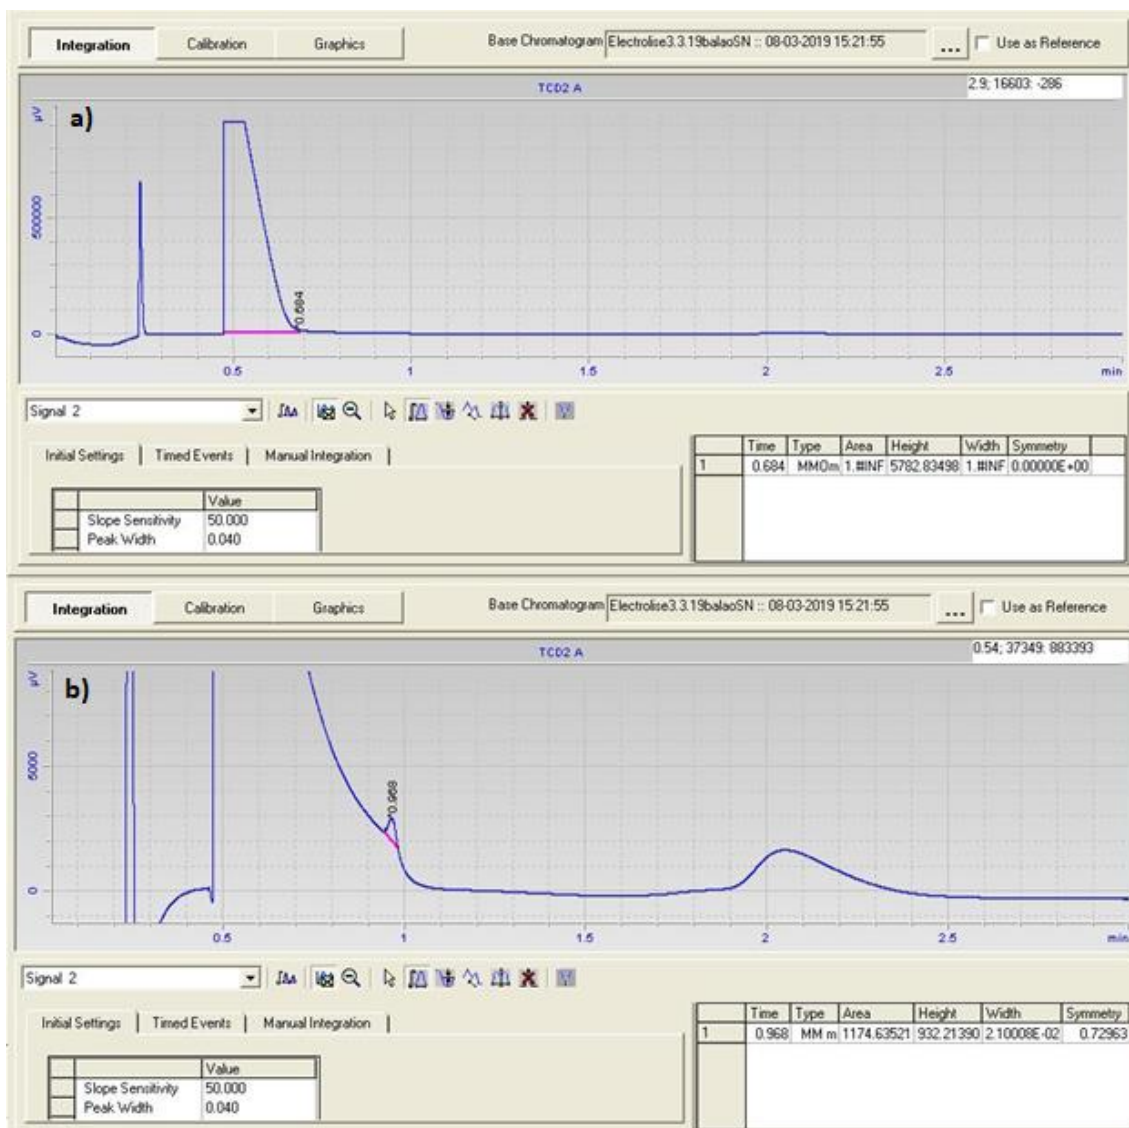 Integration Calibration Graphics Base Chromatogram Electrolise3.3.19balaoSN :: 08-03-2019 15:21:55 ... Use as Reference
TCD2 A 2.9; 16603: -286
µV a)
5000000
0
0.684
0.5 1 1.5 2 2.5 min
Signal 2
Initial Settings Timed Events Manual Integration
Value
Slope Sensitivity 50.000
Peak Width 0.040
Time Type Area Height Width Symmetry
1 0.684 MMOm 1.#INF 5782.83498 1.#INF 0.00000E+00
Integration Calibration Graphics Base Chromatogram Electrolise3.3.19balaoSN :: 08-03-2019 15:21:55 ... Use as Reference
TCD2 A 0.54; 37349: 883393
µV b)
5000
0
0.968
0.5 1 1.5 2 2.5 min
Signal 2
Initial Settings Timed Events Manual Integration
Value
Slope Sensitivity 50.000
Peak Width 0.040
Time Type Area Height Width Symmetry
1 0.968 MM m 1174.63521 932.21390 2.10008E-02 0.72963